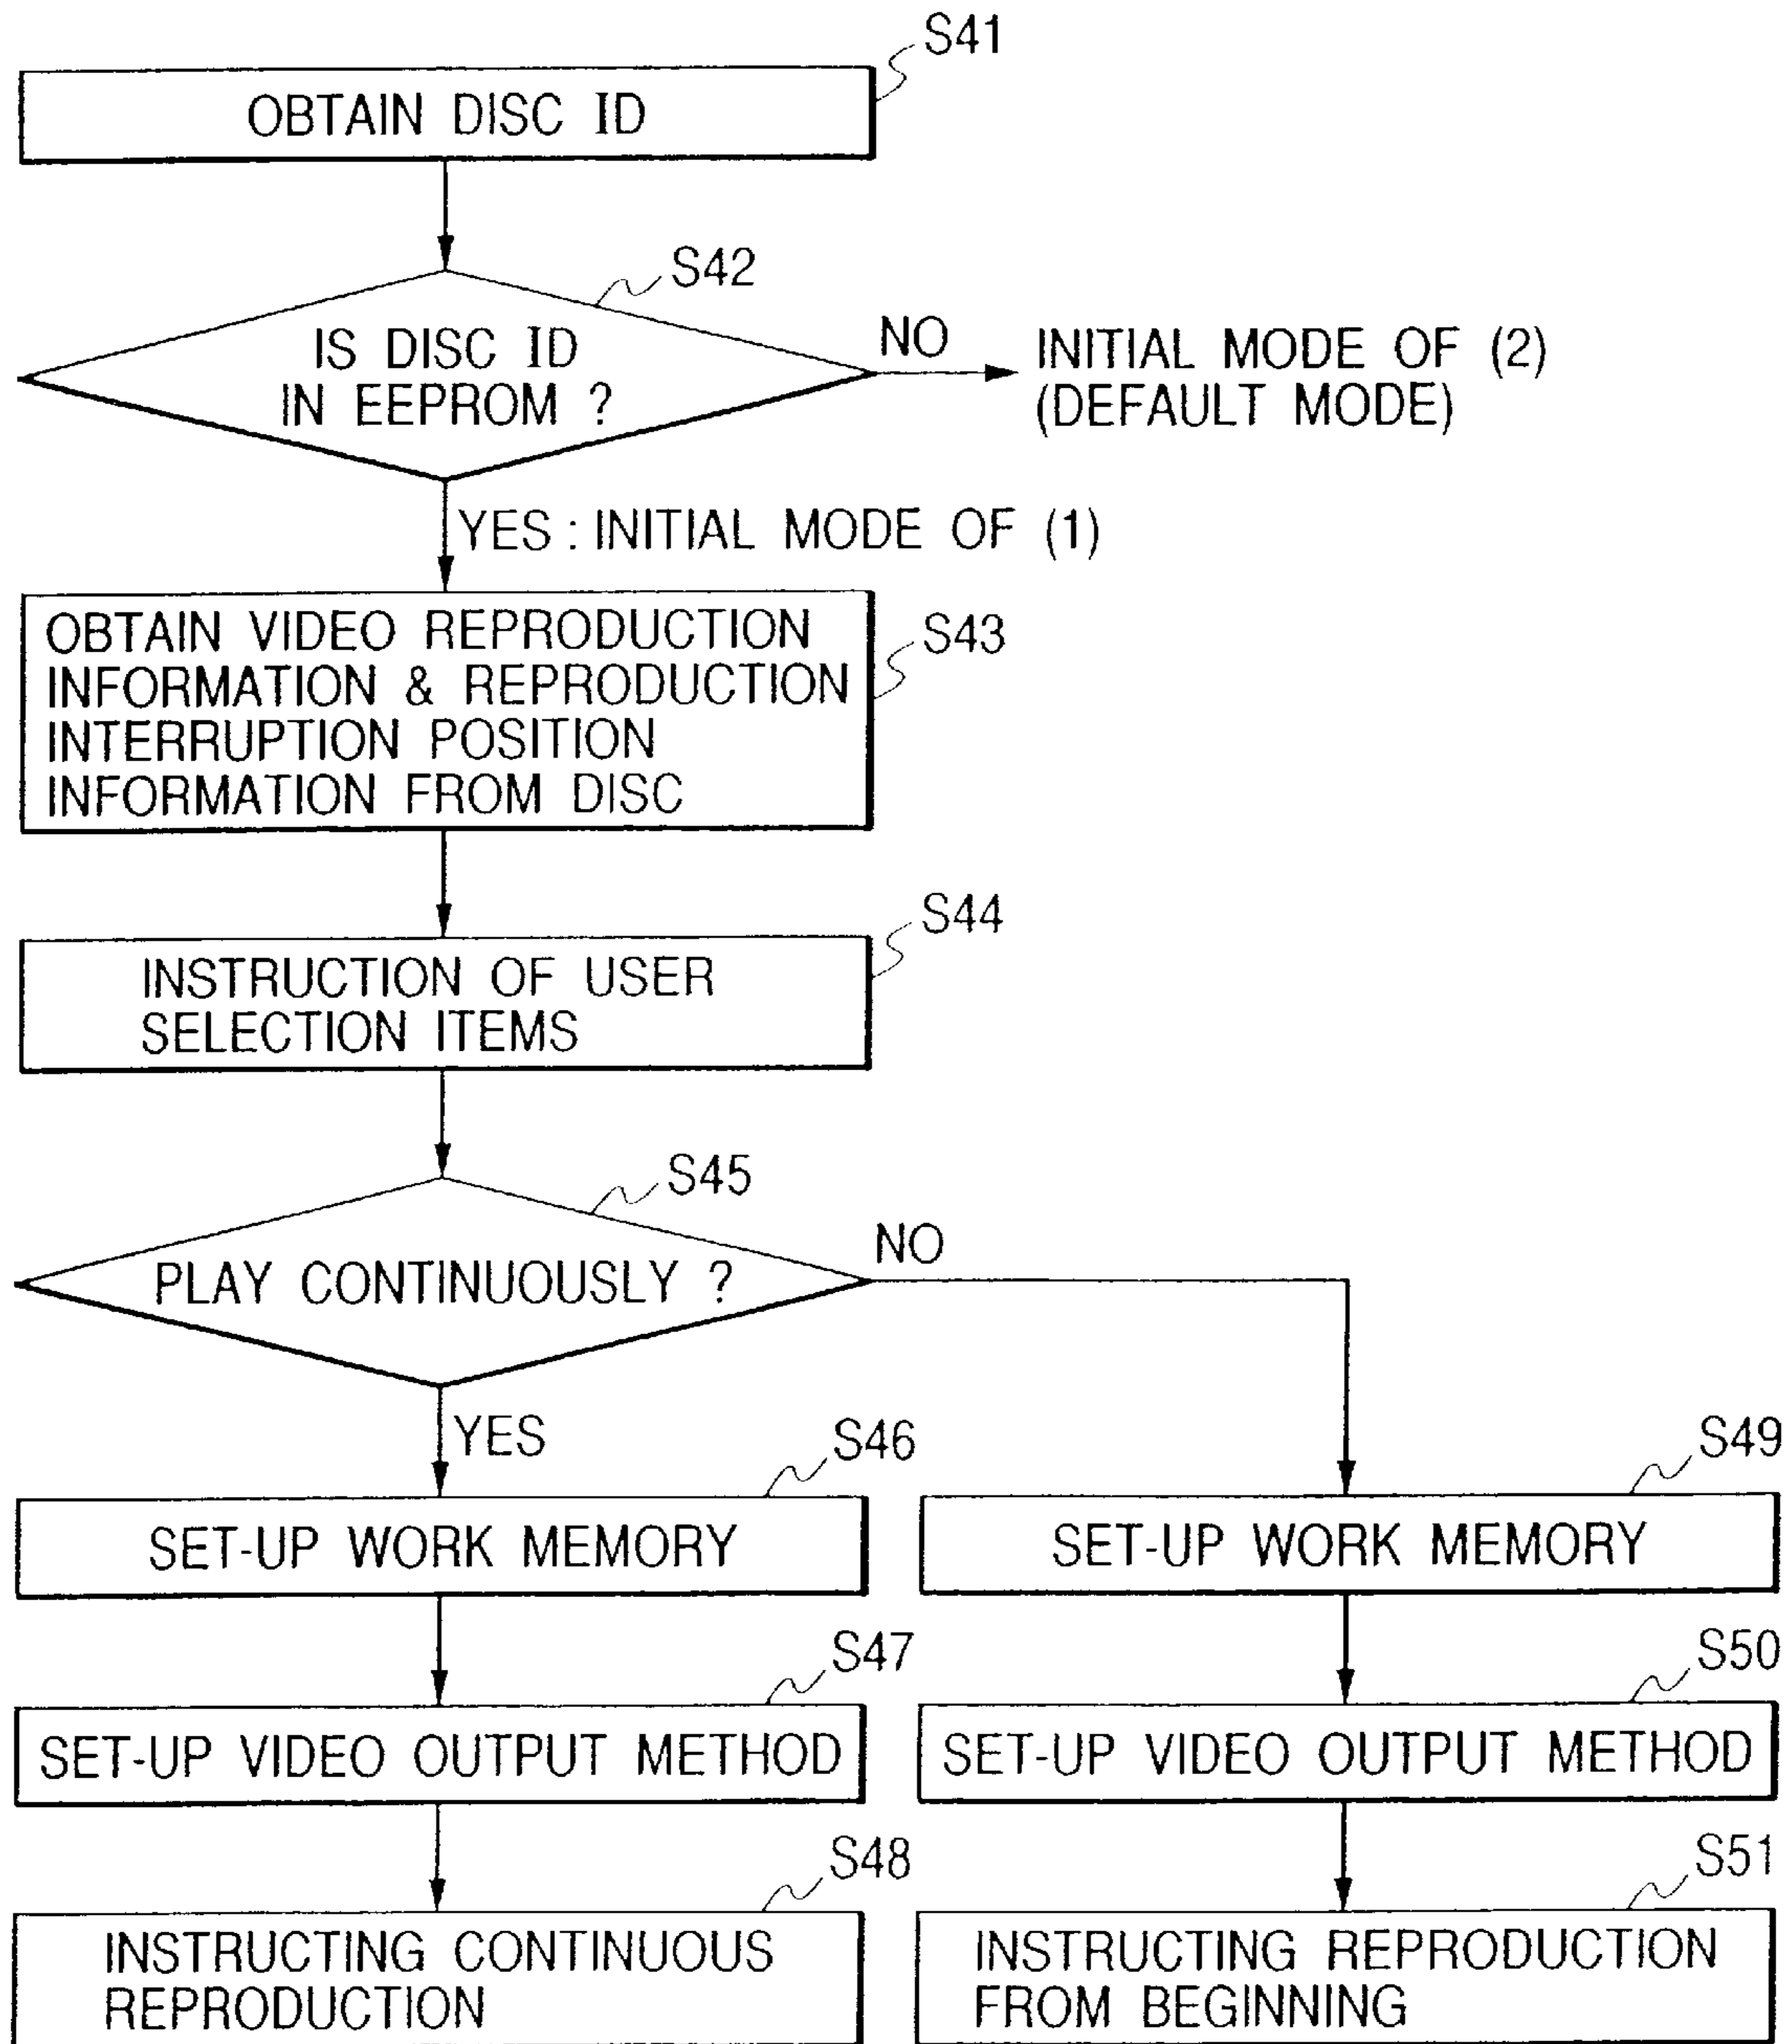 S41
OBTAIN DISC ID
S42
IS DISC ID
IN EEPROM ?
NO
INITIAL MODE OF (2)
(DEFAULT MODE)
YES : INITIAL MODE OF (1)
S43
OBTAIN VIDEO REPRODUCTION
INFORMATION & REPRODUCTION
INTERRUPTION POSITION
INFORMATION FROM DISC
S44
INSTRUCTION OF USER
SELECTION ITEMS
S45
PLAY CONTINUOUSLY ?
NO
YES
S46
SET-UP WORK MEMORY
S47
SET-UP VIDEO OUTPUT METHOD
S48
INSTRUCTING CONTINUOUS
REPRODUCTION
S49
SET-UP WORK MEMORY
S50
SET-UP VIDEO OUTPUT METHOD
S51
INSTRUCTING REPRODUCTION
FROM BEGINNING